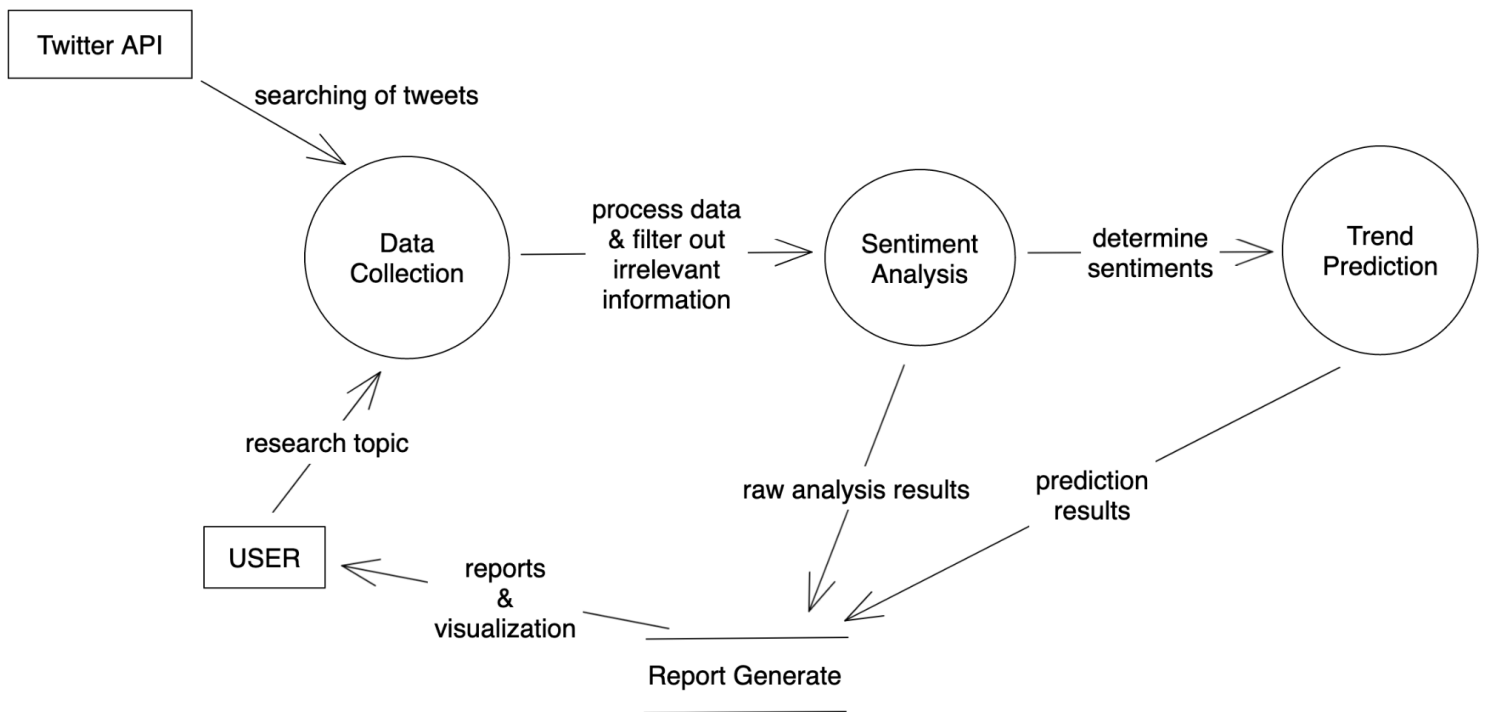 Twitter API
searching of tweets
Data
Collection
process data
& filter out
irrelevant
information
Sentiment
Analysis
determine
sentiments
Trend
Prediction
research topic
raw analysis results
prediction
results
USER
reports
&
visualization
Report Generate